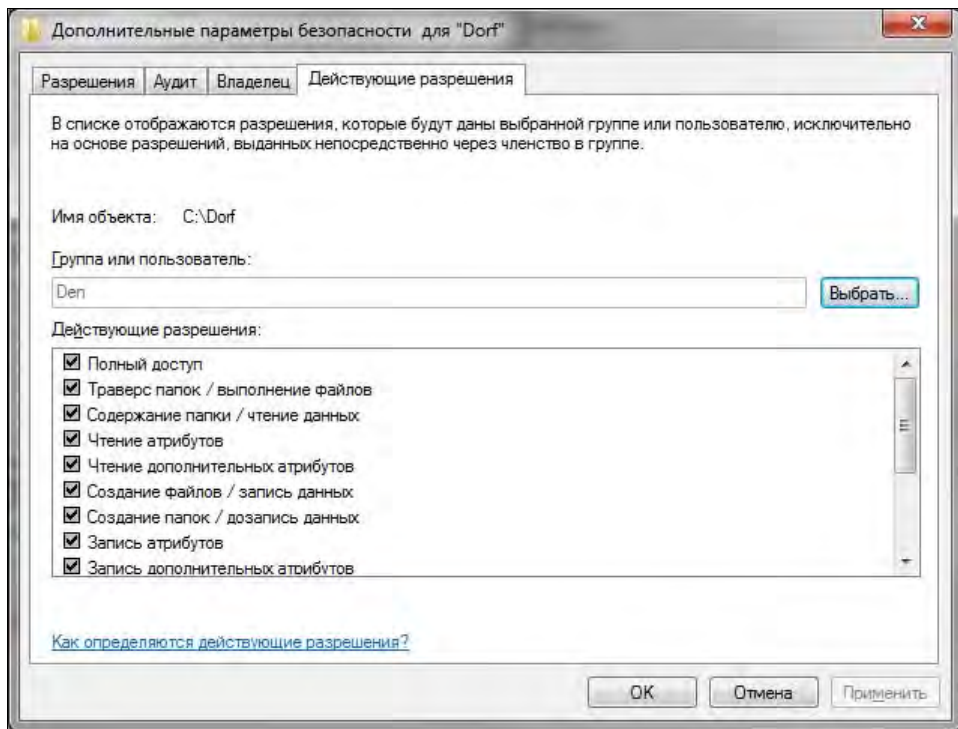 Дополнительные параметры безопасности для "Dorf"
Разрешения Аудит Владелец Действующие разрешения
В списке отображаются разрешения, которые будут даны выбранной группе или пользователю, исключительно
на основе разрешений, выданных непосредственно через членство в группе.
Имя объекта: C:\Dorf
Группа или пользователь:
Den Выбрать...
Действующие разрешения:
Полный доступ
Траверс папок / выполнение файлов
Содержание папки / чтение данных
Чтение атрибутов
Чтение дополнительных атрибутов
Создание файлов / запись данных
Создание папок / дозапись данных
Запись атрибутов
Запись дополнительных атрибутов
Как определяются действующие разрешения?
OK Отмена Применить